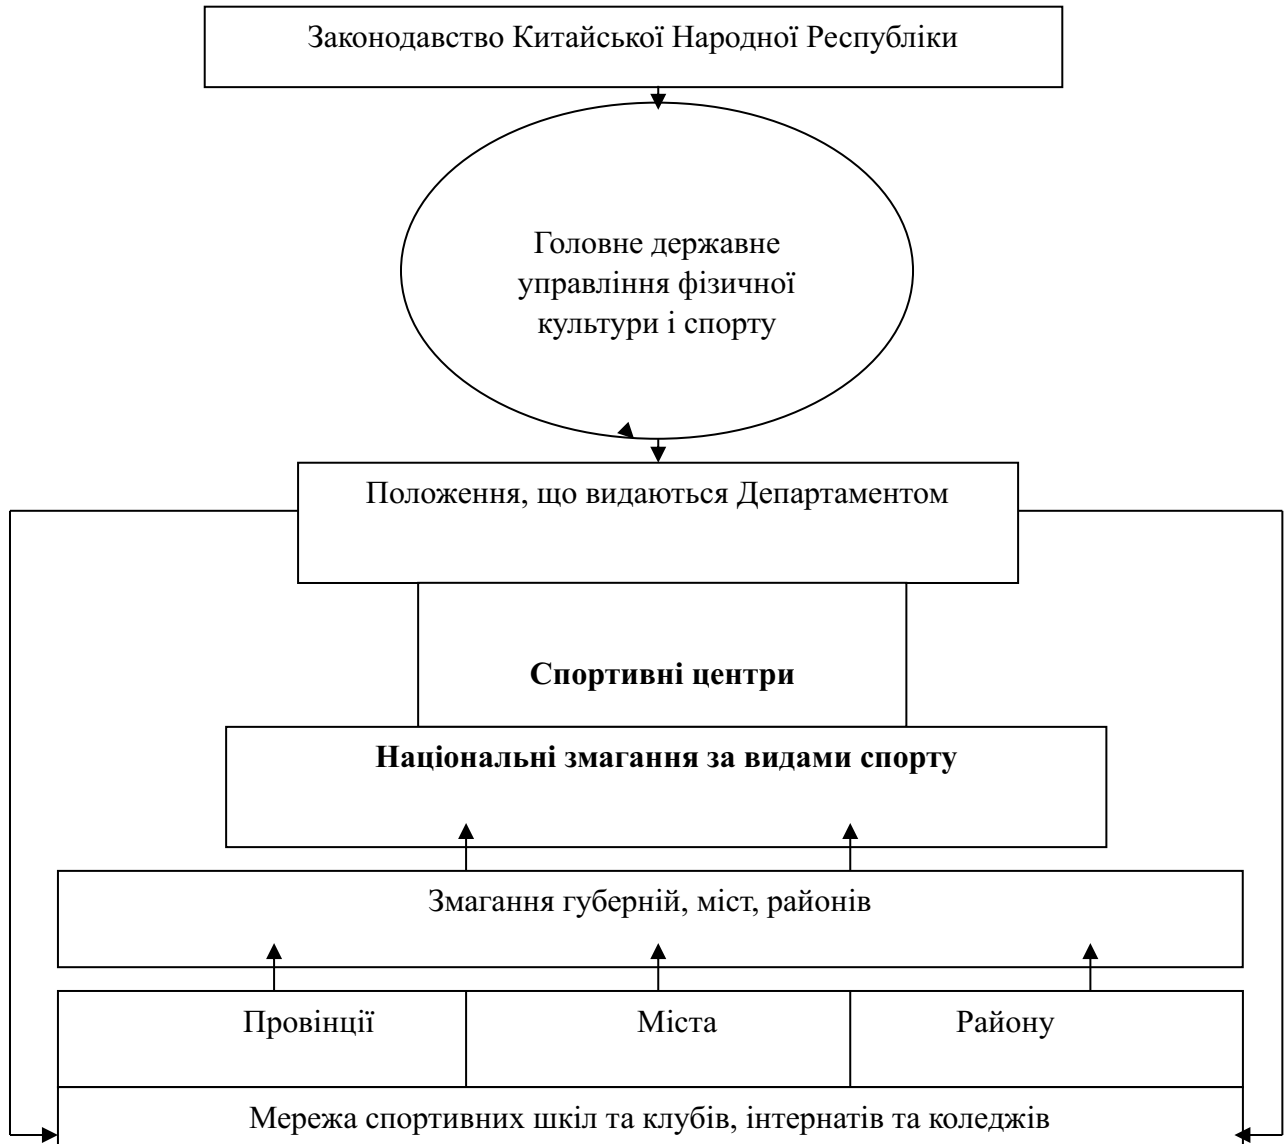 Законодавство Китайської Народної Республіки
Головне державне
управління фізичної
культури і спорту
Положення, що видаються Департаментом
Спортивні центри
Національні змагання за видами спорту
Змагання губерній, міст, районів
Провінції Міста Району
Мережа спортивних шкіл та клубів, інтернатів та коледжів